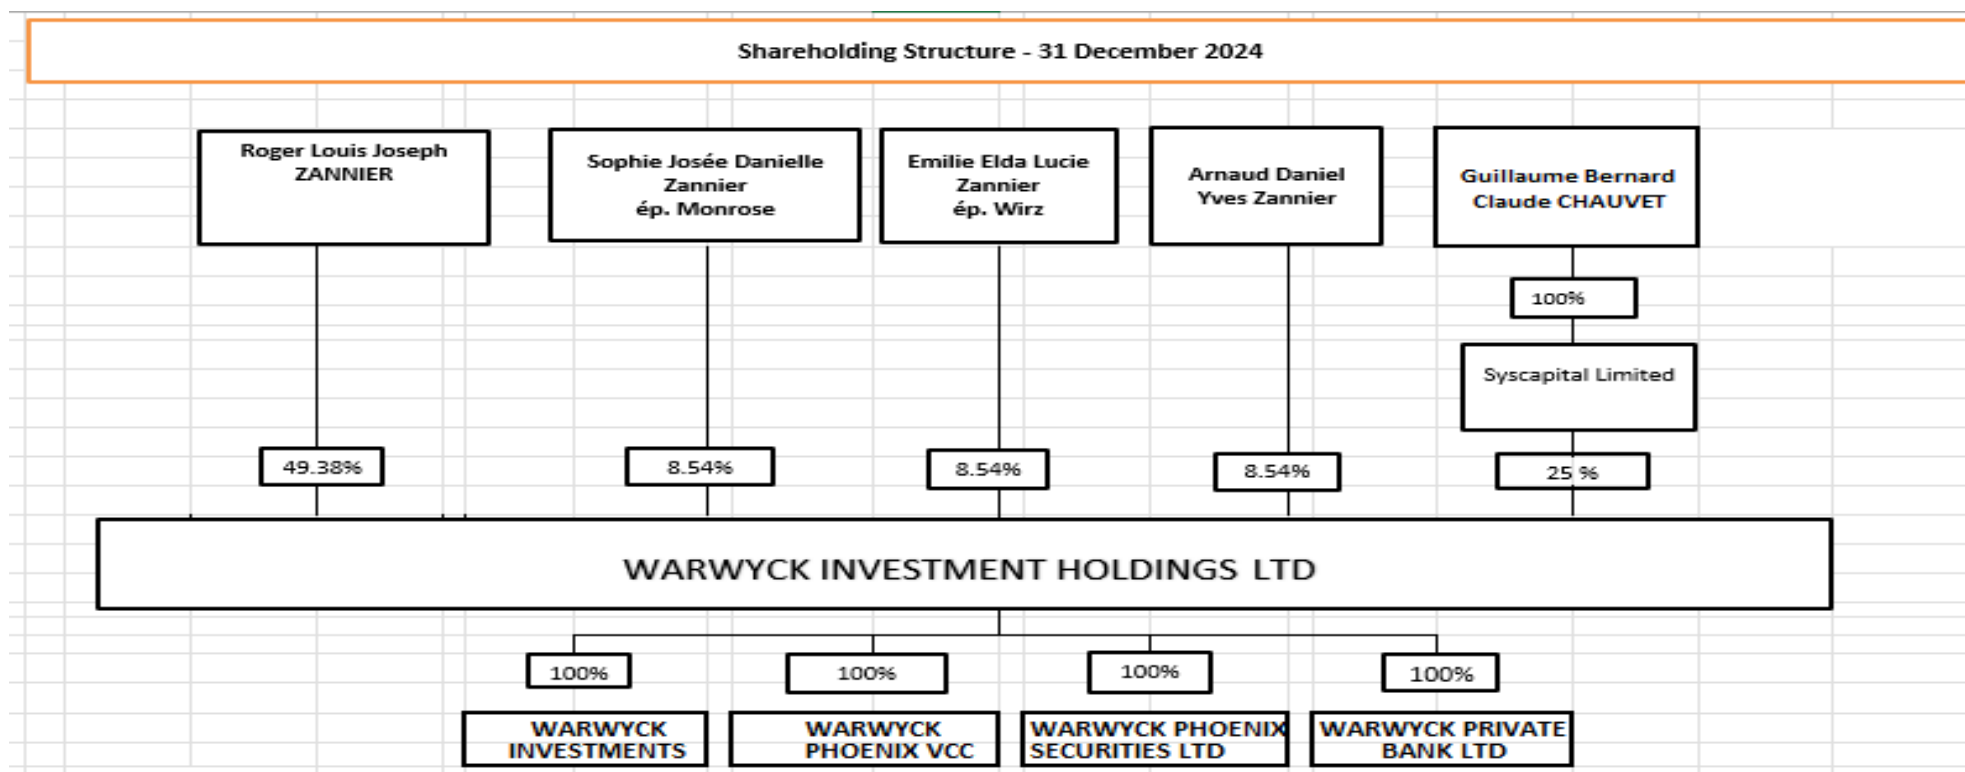 Shareholding Structure - 31 December 2024
Roger Louis Joseph
ZANNIER
Sophie Josée Danielle
Zannier
ép. Monrose
Emilie Elda Lucie
Zannier
ép. Wirz
Arnaud Daniel
Yves Zannier
Guillaume Bernard
Claude CHAUVET
100%
Syscapital Limited
49.38%
8.54%
8.54%
8.54%
25 %
WARWYCK INVESTMENT HOLDINGS LTD
100%
100%
100%
100%
WARWYCK
INVESTMENTS
WARWYCK
PHOENIX VCC
WARWYCK PHOENIX
SECURITIES LTD
WARWYCK PRIVATE
BANK LTD